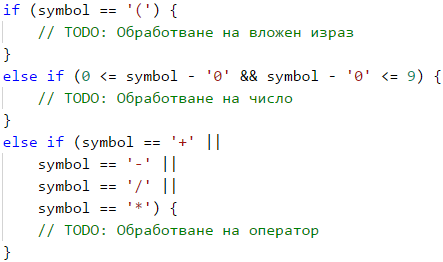 if (symbol == '(') {
    // TODO: Обработване на вложен израз
}
else if (0 <= symbol - '0' && symbol - '0' <= 9) {
    // TODO: Обработване на число
}
else if (symbol == '+' ||
    symbol == '-' ||
    symbol == '/' ||
    symbol == '*') {
    // TODO: Обработване на оператор
}